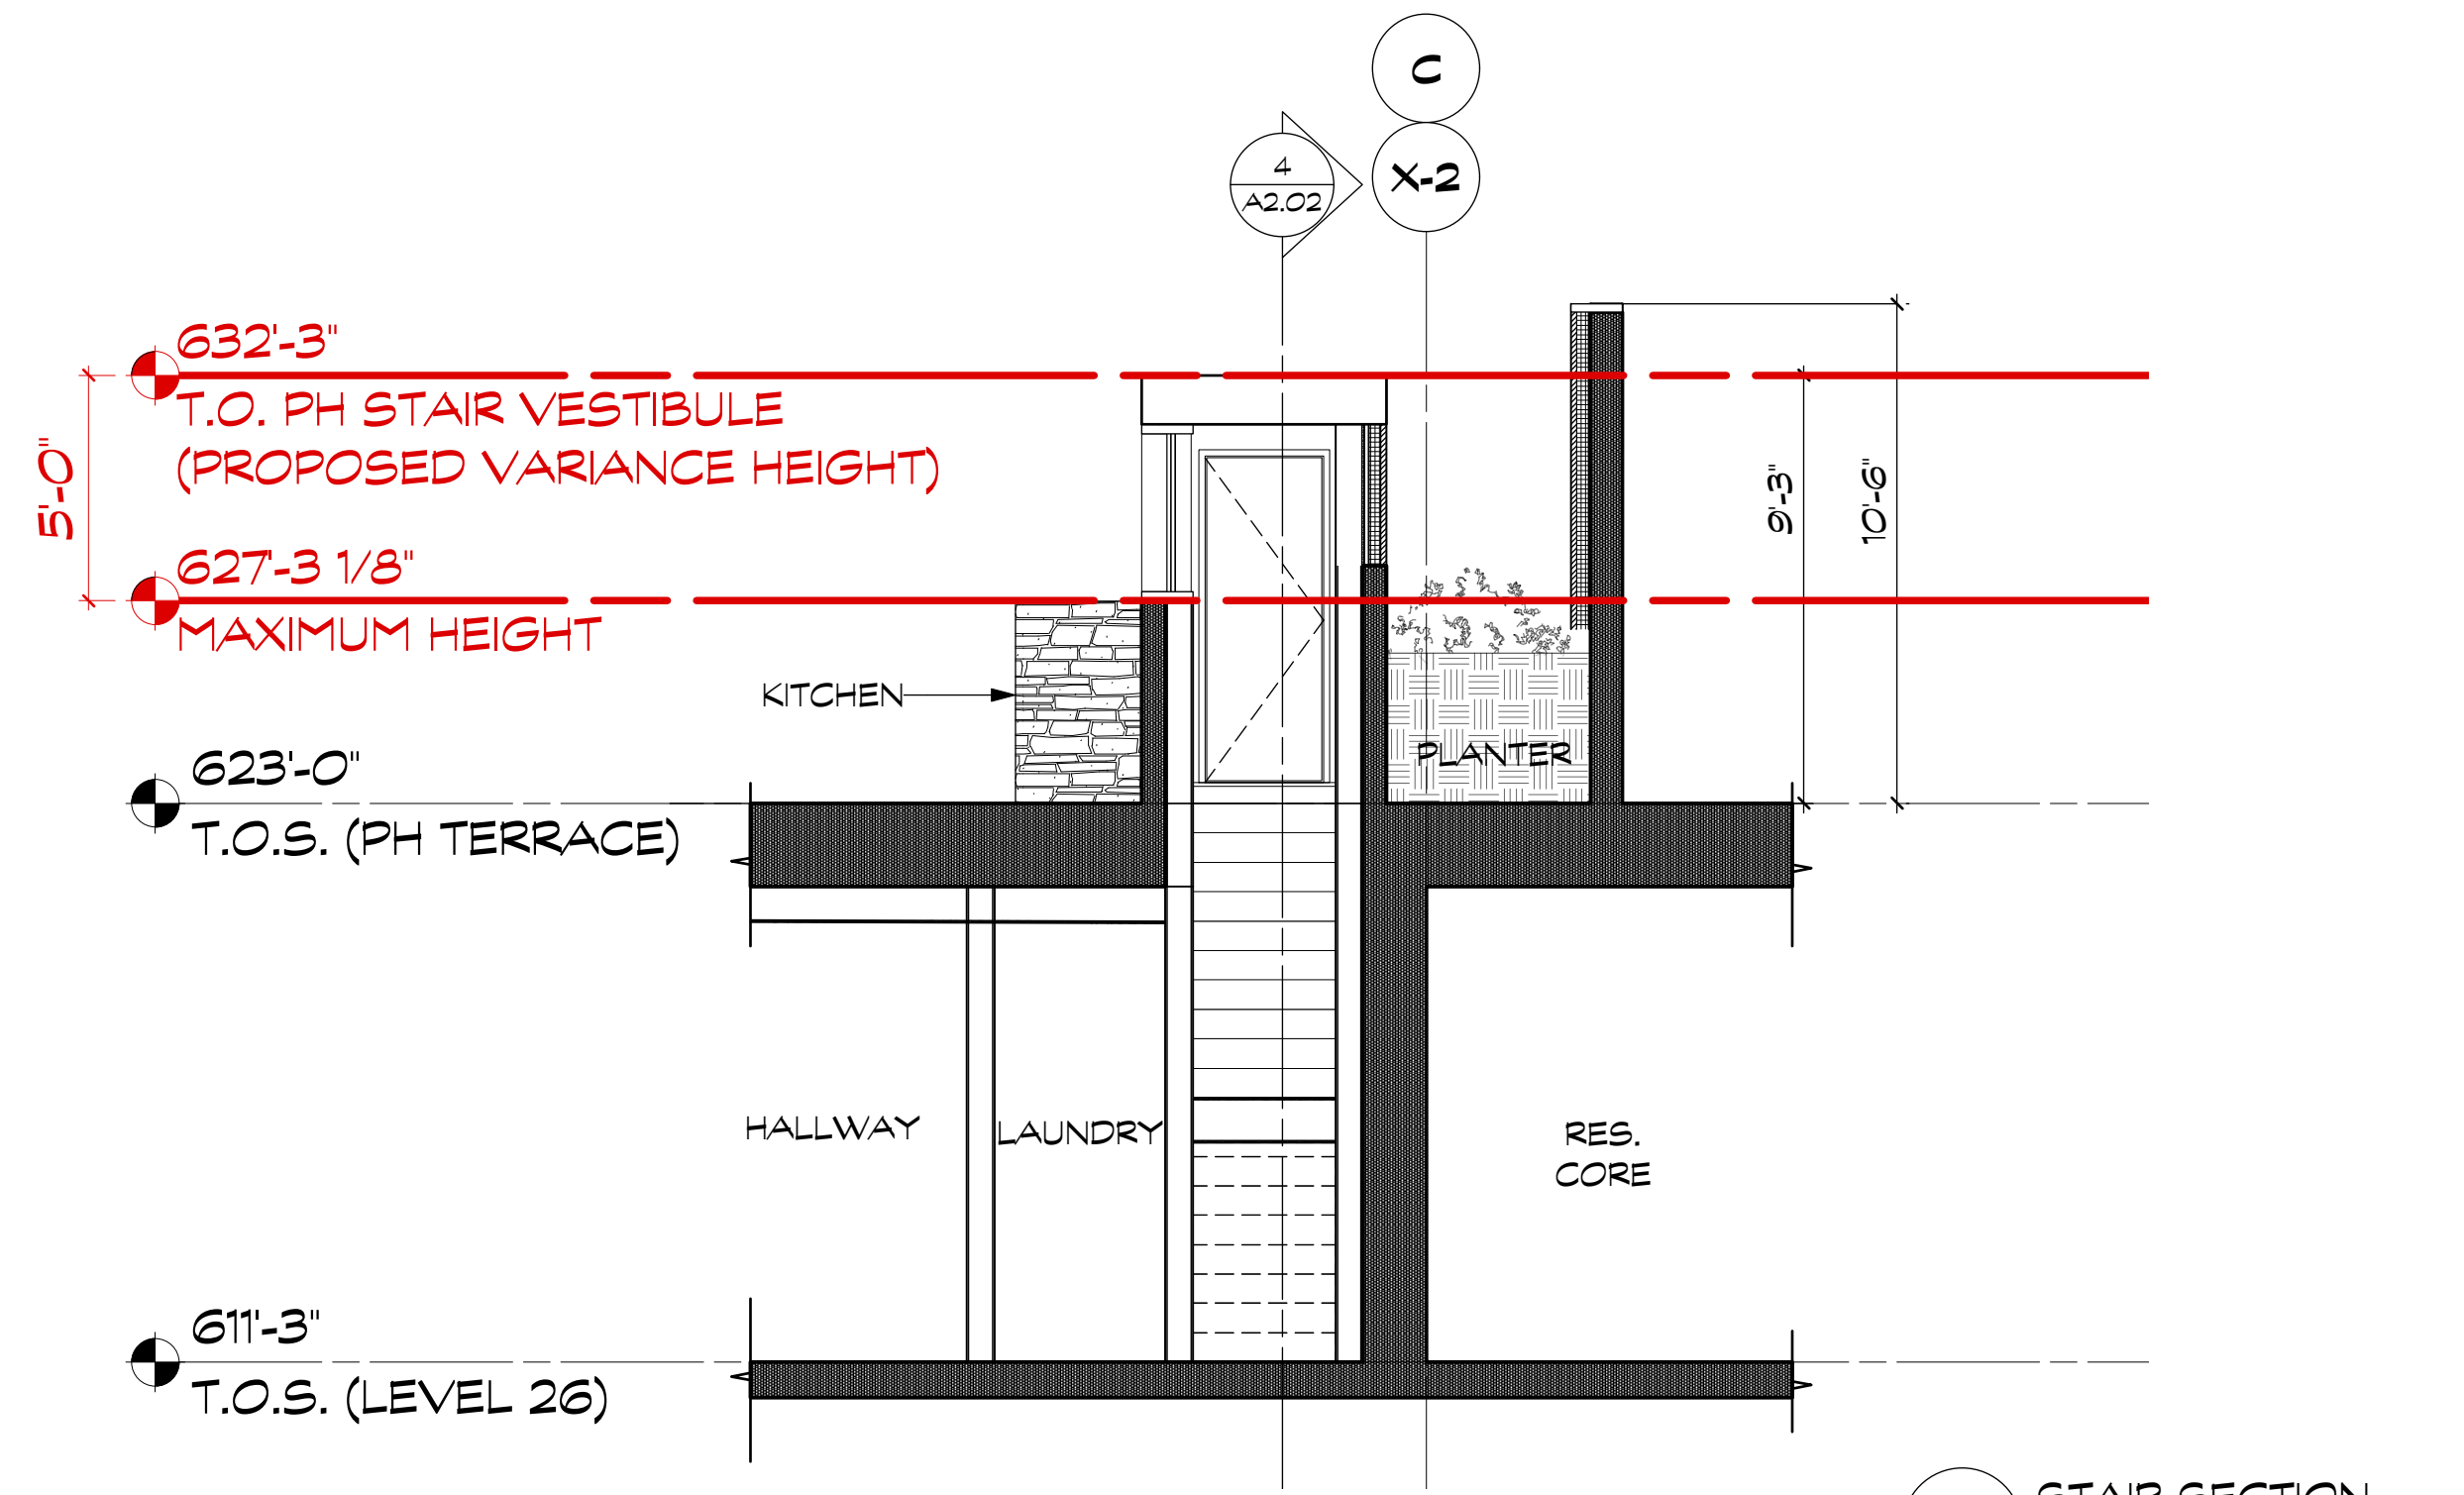 C
4
A2.02
X-2
632'-3"
T.O. PH STAIR VESTIBULE
(PROPOSED VARIANCE HEIGHT)
5'-0"
9'-3"
10'-6"
627'-3 1/8"
MAXIMUM HEIGHT
KITCHEN
PLANTER
623'-0"
T.O.S. (PH TERRACE)
HALLWAY
LAUNDRY
RES.
CORE
611'-3"
T.O.S. (LEVEL 26)
STAIR SECTION